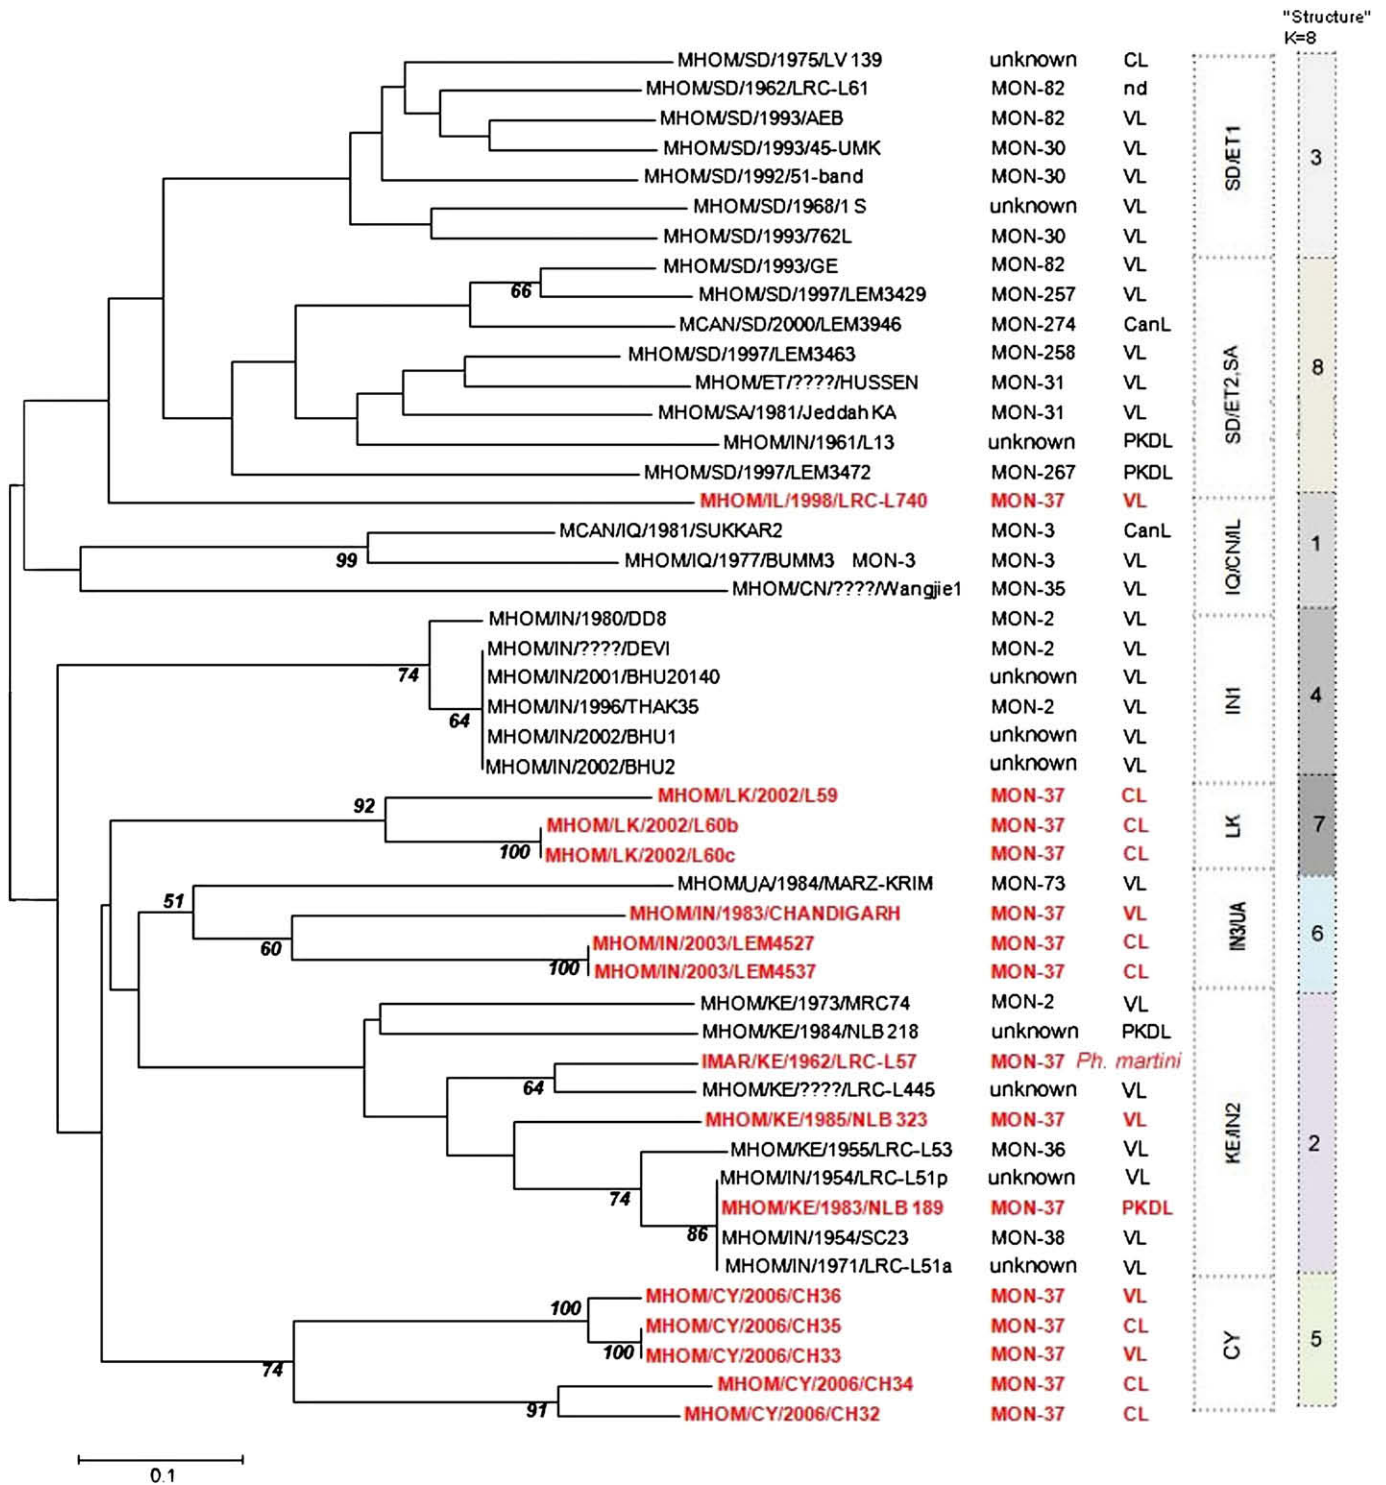 "Structure"
K=8
MHOM/SD/1975/LV139 unknown CL
MHOM/SD/1962/LRC-L61 MON-82 nd
MHOM/SD/1993/AEB MON-82 VL
MHOM/SD/1993/45-UMK MON-30 VL
MHOM/SD/1992/51-band MON-30 VL
MHOM/SD/1968/1S unknown VL
MHOM/SD/1993/762L MON-30 VL
SD/ET1 3
MHOM/SD/1993/GE MON-82 VL
66
MHOM/SD/1997/LEM3429 MON-257 VL
MCAN/SD/2000/LEM3946 MON-274 CanL
MHOM/SD/1997/LEM3463 MON-258 VL
MHOM/ET/????/HUSSEN MON-31 VL
MHOM/SA/1981/JeddahKA MON-31 VL
MHOM/IN/1961/L13 unknown PKDL
MHOM/SD/1997/LEM3472 MON-267 PKDL
SD/ET2,SA 8
MHOM/IL/1998/LRC-L740 MON-37 VL
MCAN/IQ/1981/SUKKAR2 MON-3 CanL
99
MHOM/IQ/1977/BUMM3 MON-3 MON-3 VL
MHOM/CN/????/Wangjie1 MON-35 VL
IQ/CN/IL 1
MHOM/IN/1980/DD8 MON-2 VL
74
MHOM/IN/????/DEVI MON-2 VL
MHOM/IN/2001/BHU20140 unknown VL
64
MHOM/IN/1996/THAK35 MON-2 VL
MHOM/IN/2002/BHU1 unknown VL
MHOM/IN/2002/BHU2 unknown VL
IN1 4
92
MHOM/LK/2002/L59 MON-37 CL
MHOM/LK/2002/L60b MON-37 CL
100
MHOM/LK/2002/L60c MON-37 CL
LK 7
51
MHOM/UA/1984/MARZ-KRIM MON-73 VL
MHOM/IN/1983/CHANDIGARH MON-37 VL
60
MHOM/IN/2003/LEM4527 MON-37 CL
100
MHOM/IN/2003/LEM4537 MON-37 CL
IN3/UA 6
MHOM/KE/1973/MRC74 MON-2 VL
MHOM/KE/1984/NLB218 unknown PKDL
IMAR/KE/1962/LRC-L57 MON-37 Ph. martini
64
MHOM/KE/????/LRC-L445 unknown VL
MHOM/KE/1985/NLB323 MON-37 VL
MHOM/KE/1955/LRC-L53 MON-36 VL
74
MHOM/IN/1954/LRC-L51p unknown VL
MHOM/KE/1983/NLB189 MON-37 PKDL
86
MHOM/IN/1954/SC23 MON-38 VL
MHOM/IN/1971/LRC-L51a unknown VL
KE/IN2 2
100
MHOM/CY/2006/CH36 MON-37 VL
MHOM/CY/2006/CH35 MON-37 CL
100
MHOM/CY/2006/CH33 MON-37 VL
74
MHOM/CY/2006/CH34 MON-37 CL
91
MHOM/CY/2006/CH32 MON-37 CL
CY 5
0.1